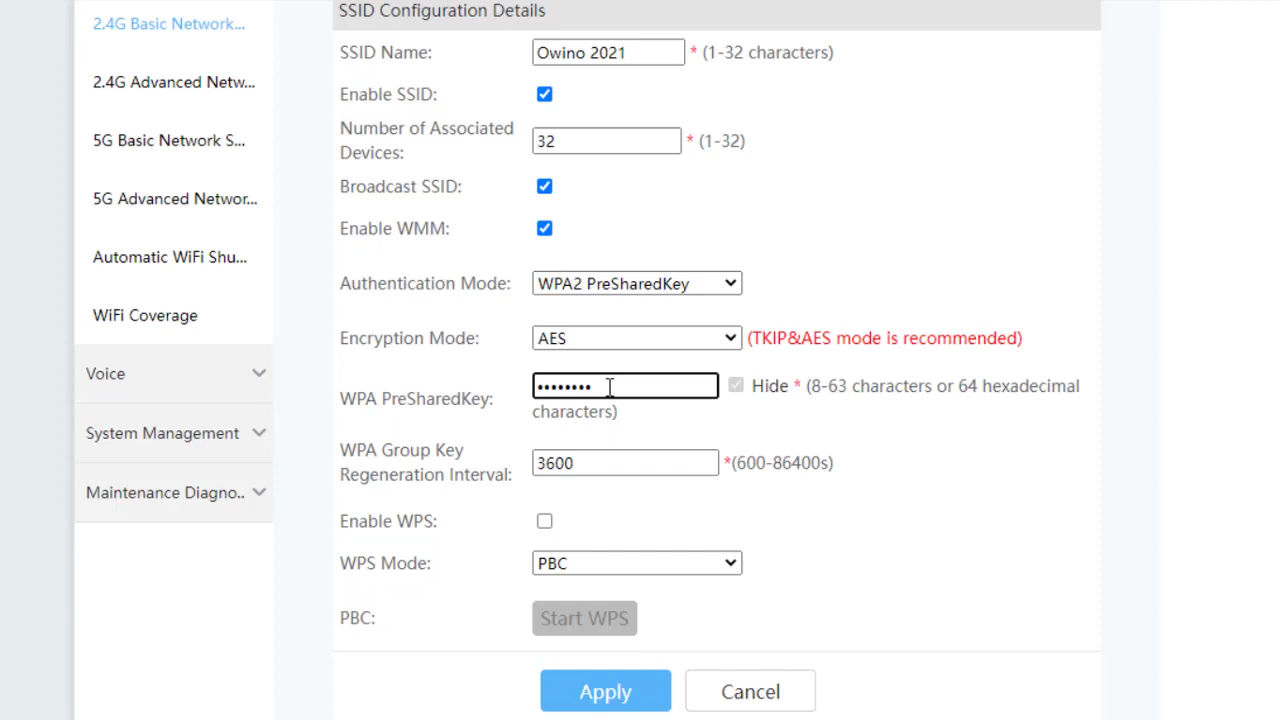 2.4G Basic Network...
2.4G Advanced Netw...
5G Basic Network S...
5G Advanced Networ...
Automatic WiFi Shu...
WiFi Coverage
Voice
System Management
Maintenance Diagno..
SSID Configuration Details
SSID Name: Owino 2021 * (1-32 characters)
Enable SSID:
Number of Associated
Devices: 32 * (1-32)
Broadcast SSID:
Enable WMM:
Authentication Mode: WPA2 PreSharedKey
Encryption Mode: AES (TKIP&AES mode is recommended)
WPA PreSharedKey: •••••••• Hide * (8-63 characters or 64 hexadecimal
characters)
WPA Group Key
Regeneration Interval: 3600 *(600-86400s)
Enable WPS:
WPS Mode: PBC
PBC: Start WPS
Apply Cancel